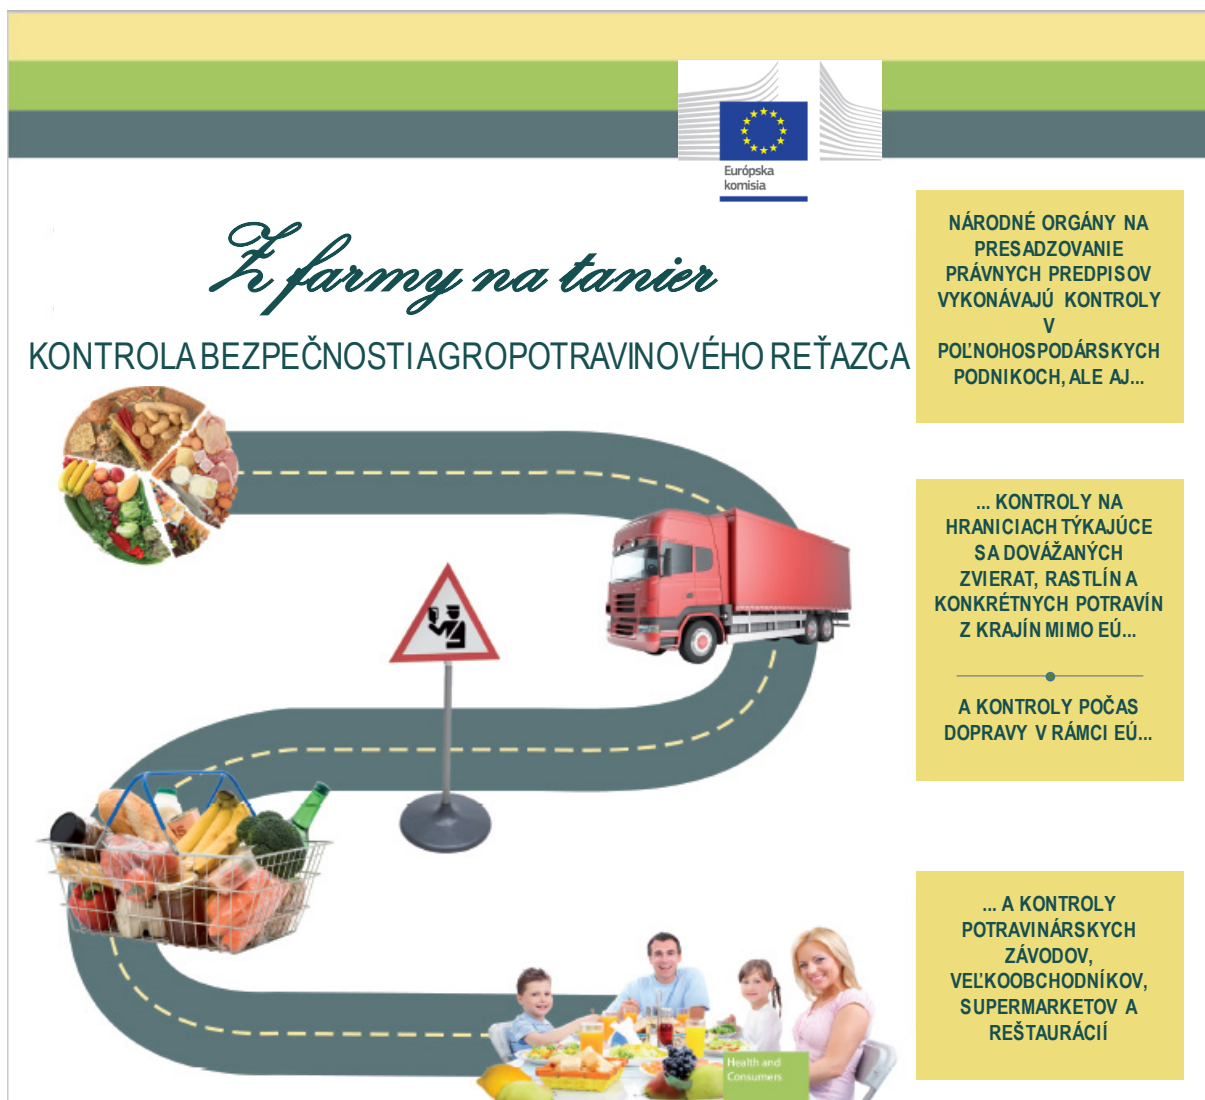 Európska
komisia
Z farmy na tanier
KONTROLA BEZPEČNOSTI AGROPOTRAVINOVÉHO REŤAZCA
NÁRODNÉ ORGÁNY NA
PRESADZOVANIE
PRÁVNYCH PREDPISOV
VYKONÁVAJÚ KONTROLY
V
POĽNOHOSPODÁRSKYCH
PODNIKOCH, ALE AJ...
... KONTROLY NA
HRANICIACH TÝKAJÚCE
SA DOVÁŽANÝCH
ZVIERAT, RASTLÍN A
KONKRÉTNYCH POTRAVÍN
Z KRAJÍN MIMO EÚ...
A KONTROLY POČAS
DOPRAVY V RÁMCI EÚ...
... A KONTROLY
POTRAVINÁRSKYCH
ZÁVODOV,
VEĽKOOBCHODNÍKOV,
SUPERMARKETOV A
REŠTAURÁCIÍ
Health and
Consumers